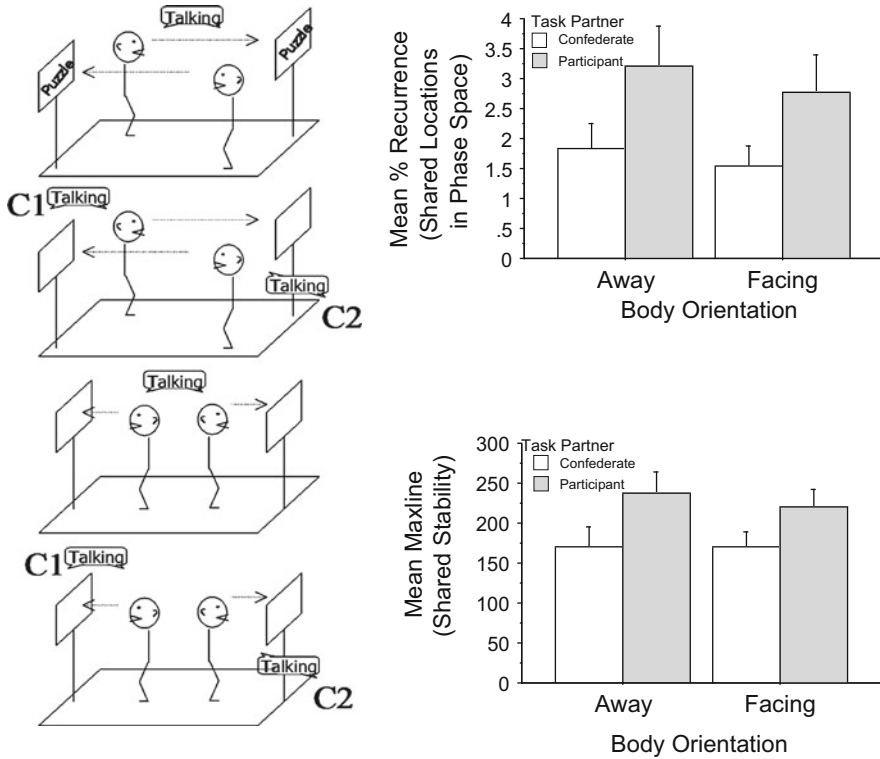 Talking
Puzzle
Puzzle
C1 Talking
Talking
C2
Talking
C1 Talking
Talking
C2
Mean % Recurrence
(Shared Locations
in Phase Space)
4
3.5
3
2.5
2
1.5
1
.5
0
Task Partner
Confederate
Participant
Away Facing
Body Orientation
Mean Maxline
(Shared Stability)
300
250
200
150
100
50
0
Task Partner
Confederate
Participant
Away Facing
Body Orientation